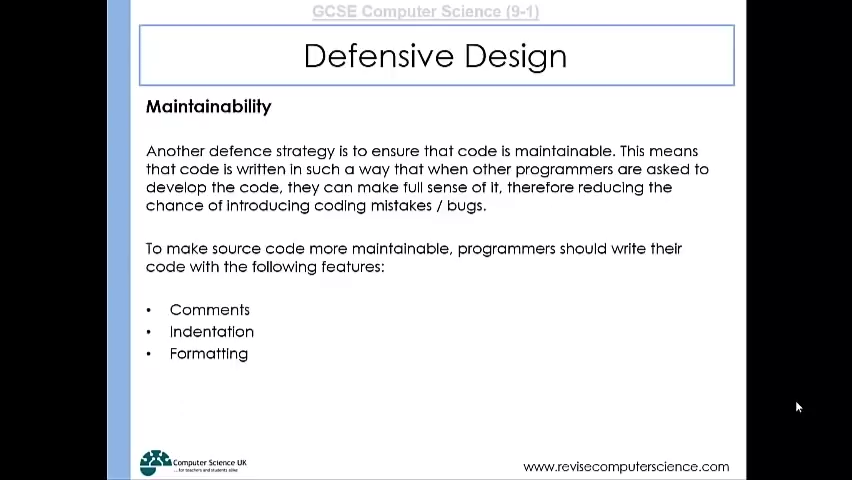 GCSE Computer Science (9-1)
Defensive Design
Maintainability
Another defence strategy is to ensure that code is maintainable. This means
that code is written in such a way that when other programmers are asked to
develop the code, they can make full sense of it, therefore reducing the
chance of introducing coding mistakes / bugs.
To make source code more maintainable, programmers should write their
code with the following features:
• Comments
• Indentation
• Formatting
Computer Science UK
... for teachers and students alike
www.revisecomputerscience.com